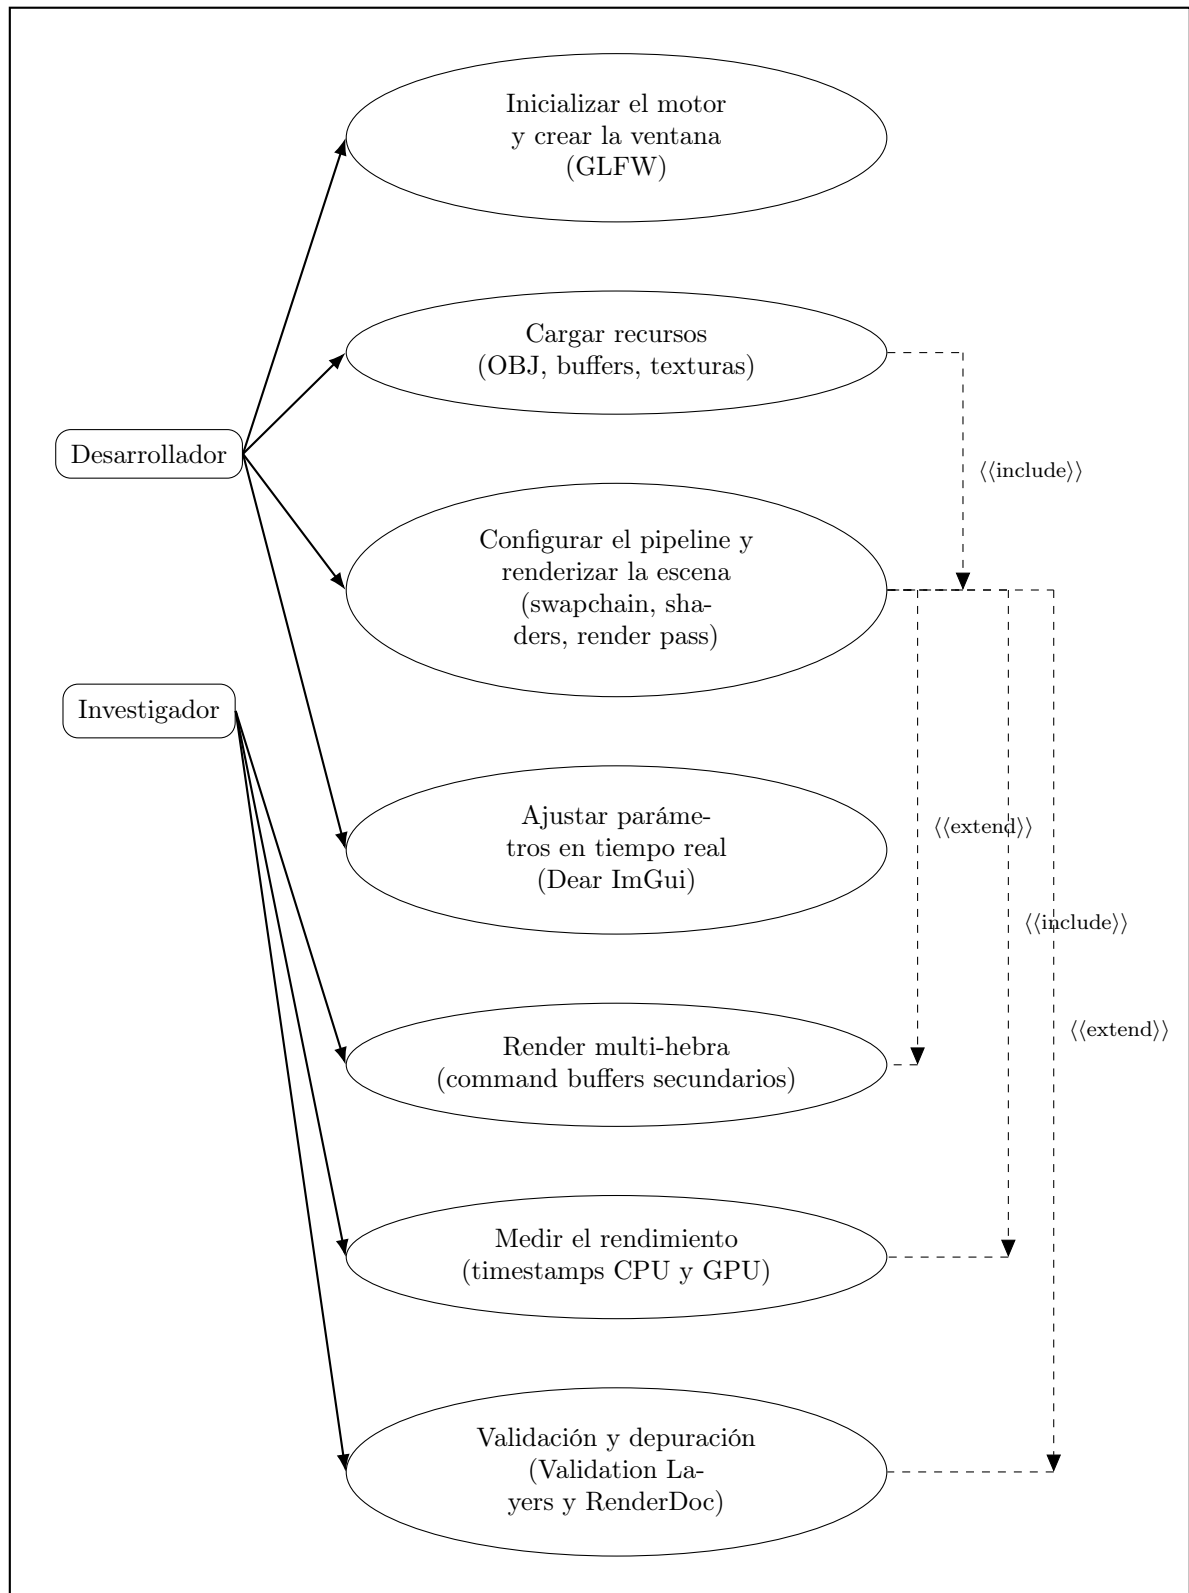 Inicializar el motor
y crear la ventana
(GLFW)
Cargar recursos
(OBJ, buffers, texturas)
Desarrollador
⟨⟨include⟩⟩
Configurar el pipeline y
renderizar la escena
(swapchain, sha-
ders, render pass)
Investigador
Ajustar paráme-
tros en tiempo real
(Dear ImGui)
⟨⟨extend⟩⟩
⟨⟨include⟩⟩
Render multi-hebra
(command buffers secundarios)
⟨⟨extend⟩⟩
Medir el rendimiento
(timestamps CPU y GPU)
Validación y depuración
(Validation La-
yers y RenderDoc)